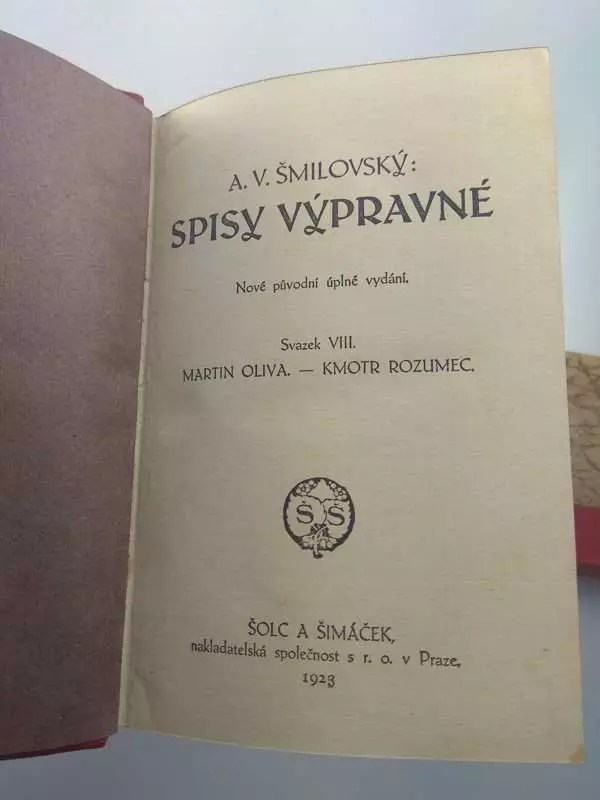 A. V. ŠMILOVSKÝ:
SPISY VÝPRAVNÉ
Nové původní úplné vydání.
Svazek VIII.
MARTIN OLIVA. — KMOTR ROZUMEC.
Š Š
ŠOLC A ŠIMÁČEK,
nakladatelská společnost s r. o. v Praze.
1923